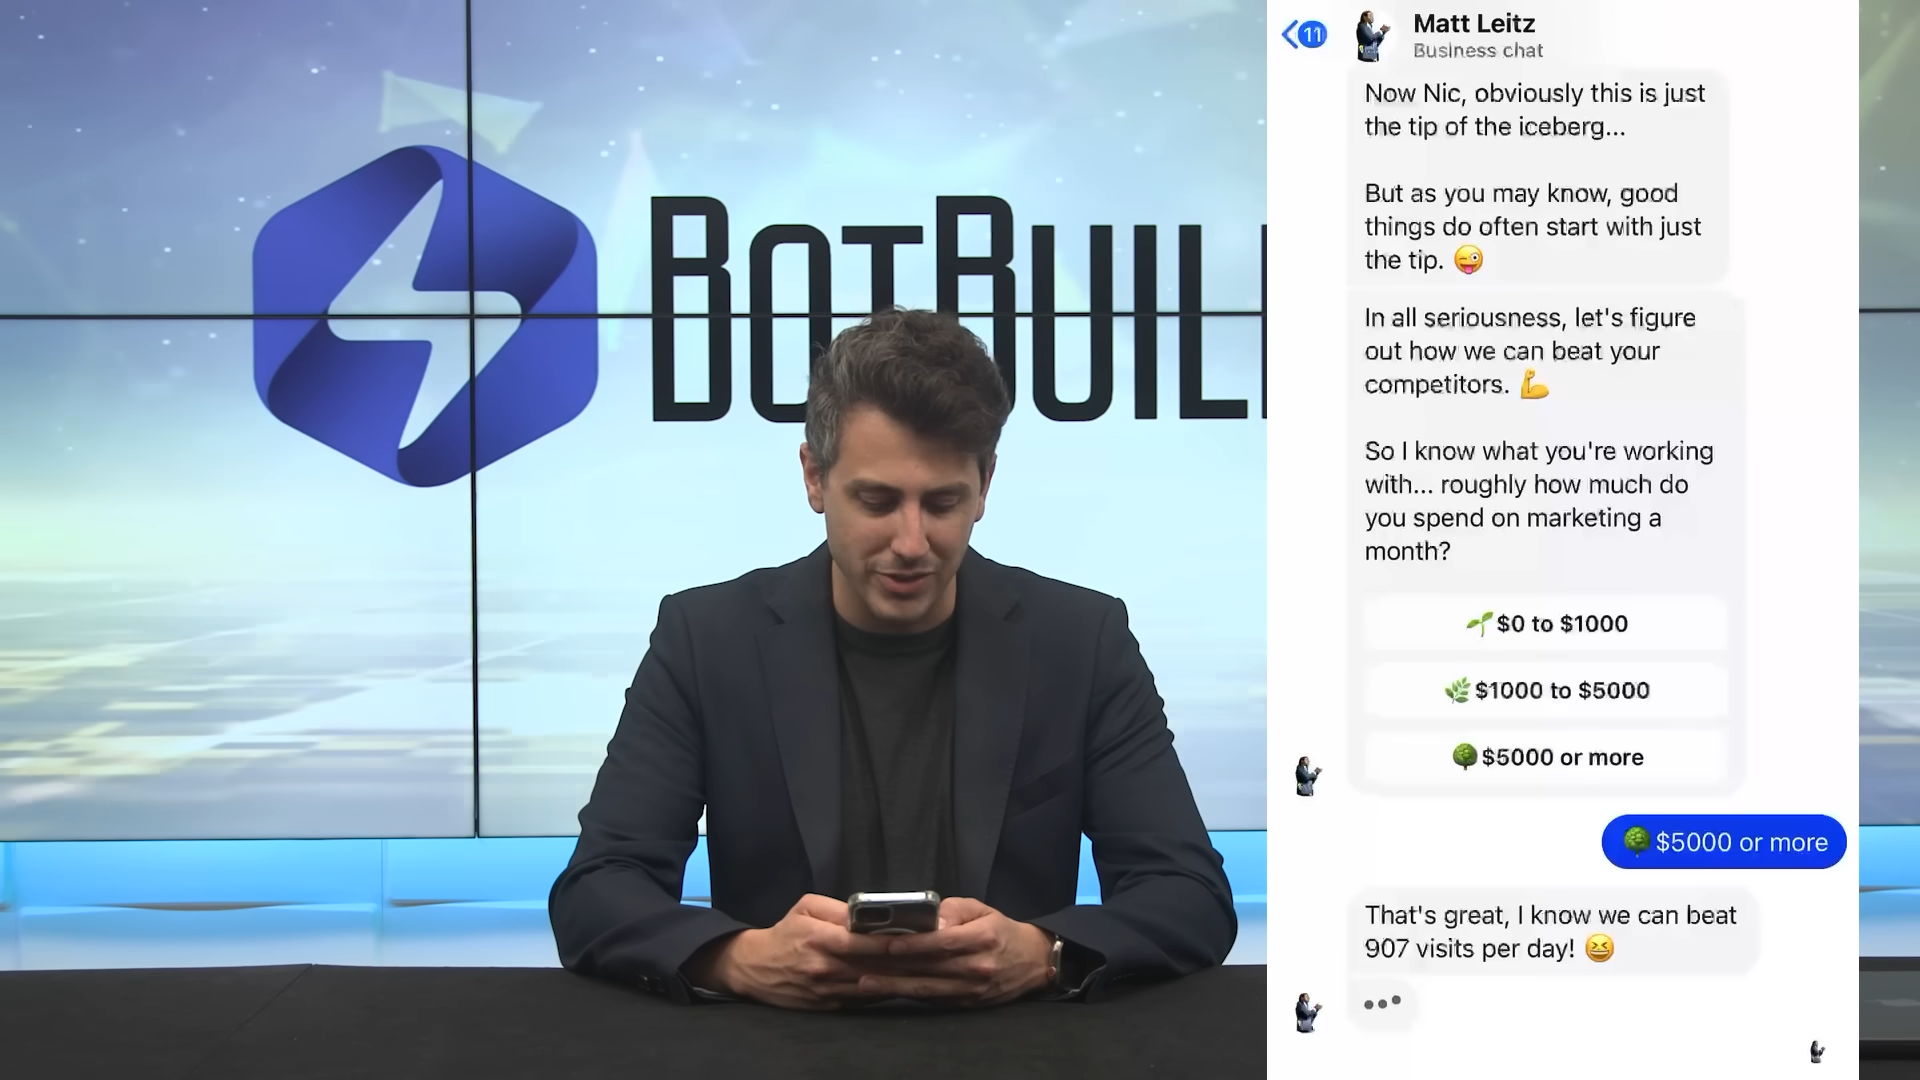 BOTBUIL
11
Matt Leitz
Business chat
Now Nic, obviously this is just
the tip of the iceberg...
But as you may know, good
things do often start with just
the tip. 😜
In all seriousness, let's figure
out how we can beat your
competitors. 💪
So I know what you're working
with... roughly how much do
you spend on marketing a
month?
🌱 $0 to $1000
🌿 $1000 to $5000
🌳 $5000 or more
🌳 $5000 or more
That's great, I know we can beat
907 visits per day! 😆